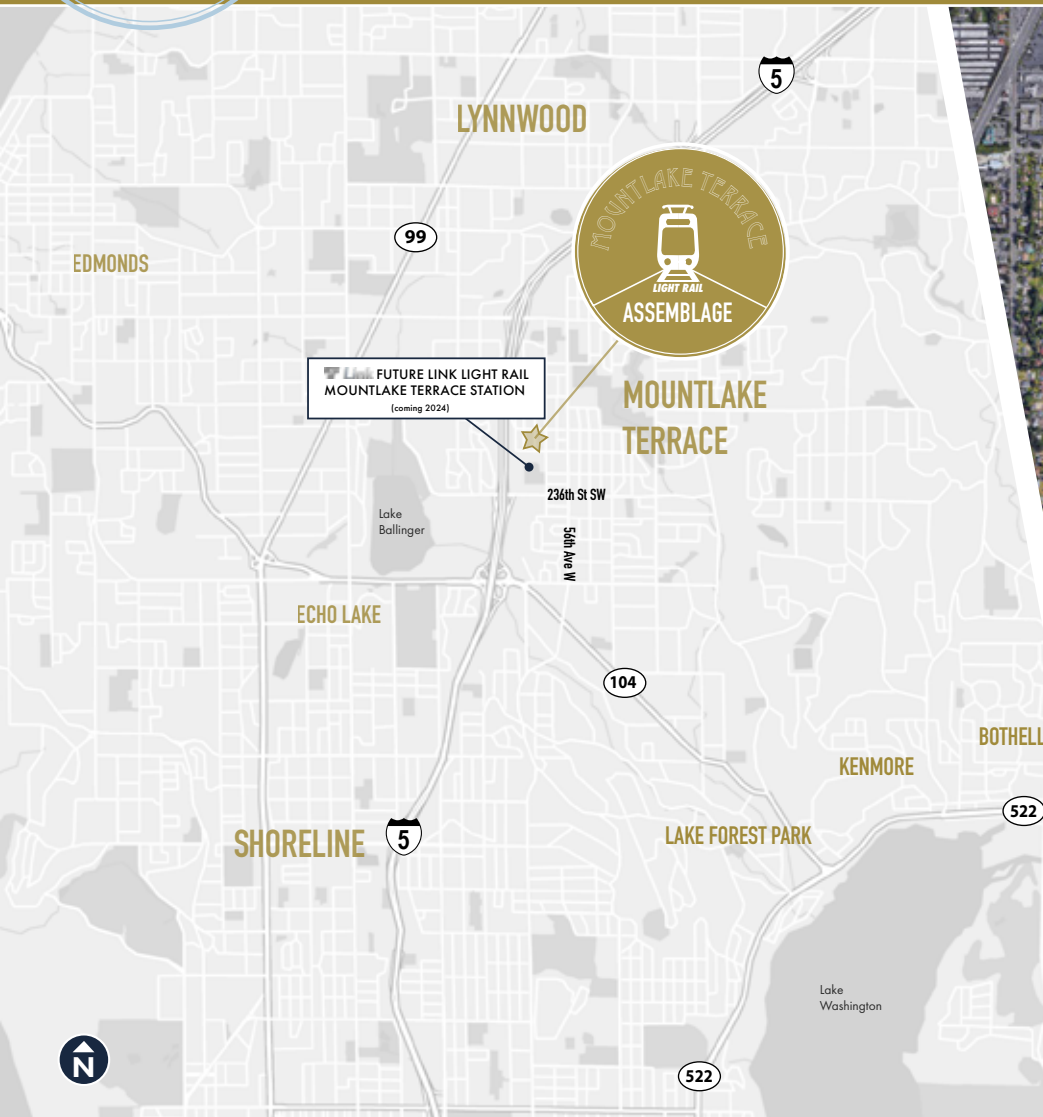 5
LYNNWOOD
MOUNTLAKE TERRACE
LIGHT RAIL
ASSEMBLAGE
99
EDMONDS
T Link FUTURE LINK LIGHT RAIL
MOUNTLAKE TERRACE STATION
(coming 2024)
MOUNTLAKE
TERRACE
236th St SW
Lake
Ballinger
56th Ave W
ECHO LAKE
104
BOTHELL
KENMORE
522
SHORELINE
5
LAKE FOREST PARK
Lake
Washington
N
522